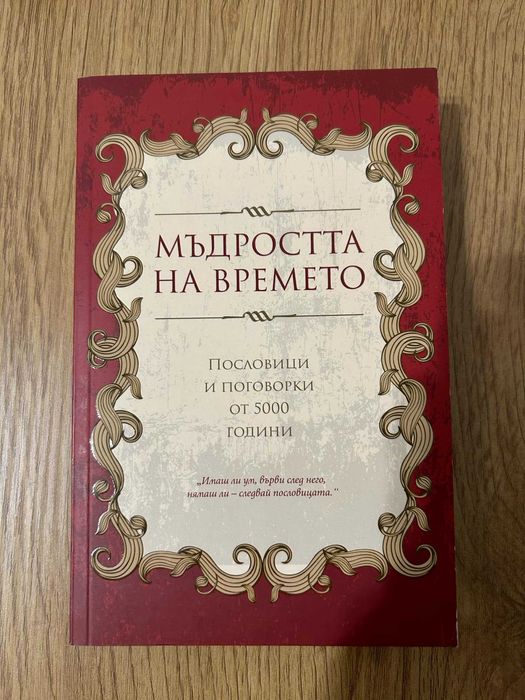 МЪДРОСТТА
НА ВРЕМЕТО
ПОСЛОВИЦИ
И ПОГОВОРКИ
ОТ 5000
ГОДИНИ
„Имаш ли ум, върви след него,
нямаш ли – следвай пословицата.“